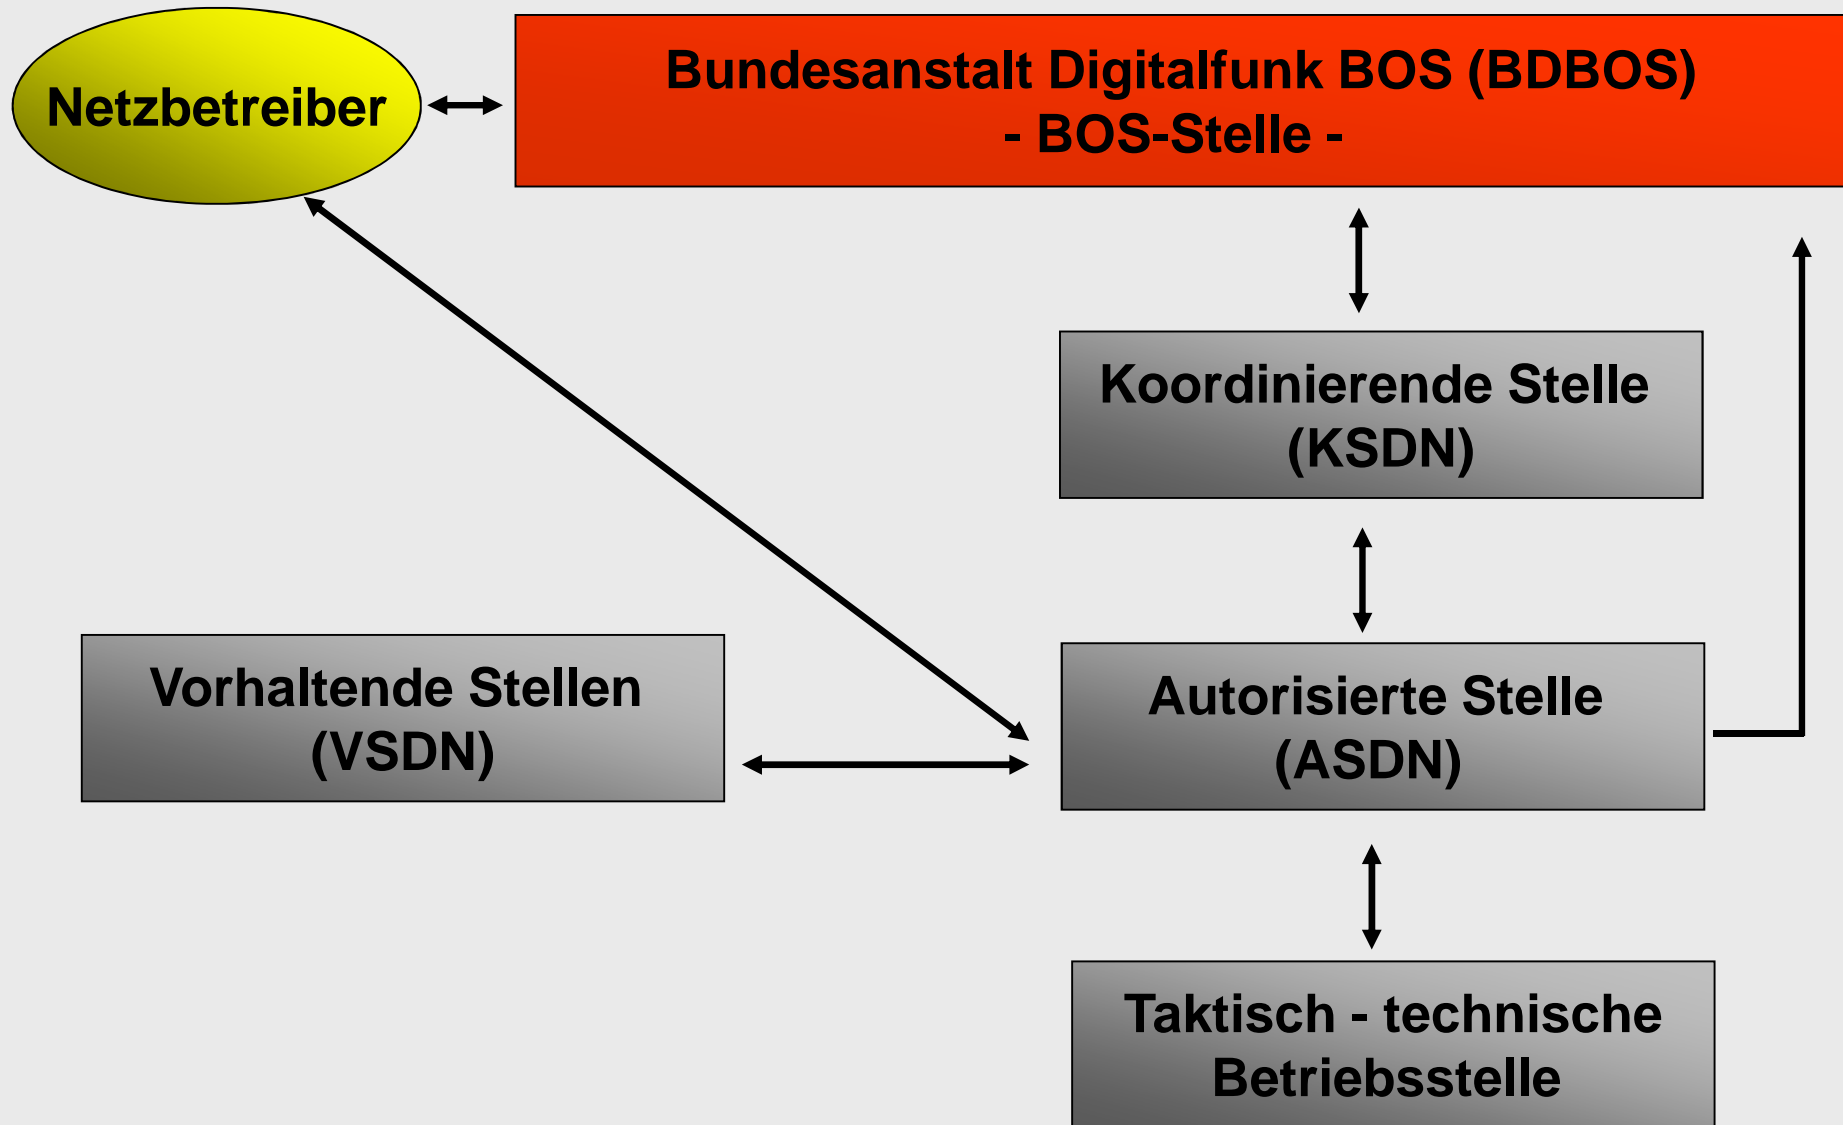 Netzbetreiber
Bundesanstalt Digitalfunk BOS (BDBOS)
- BOS-Stelle -
Koordinierende Stelle
(KSDN)
Vorhaltende Stellen
(VSDN)
Autorisierte Stelle
(ASDN)
Taktisch - technische
Betriebsstelle